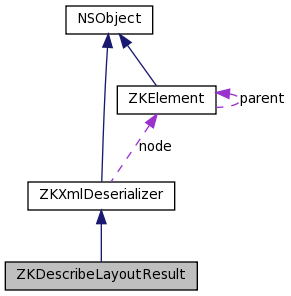 NSObject
ZKElement
parent
node
ZKXmlDeserializer
ZKDescribeLayoutResult